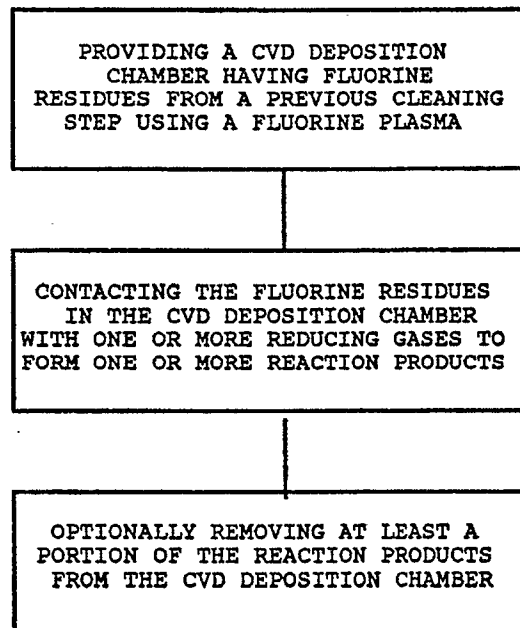 PROVIDING A CVD DEPOSITION
CHAMBER HAVING FLUORINE
RESIDUES FROM A PREVIOUS CLEANING
STEP USING A FLUORINE PLASMA
CONTACTING THE FLUORINE RESIDUES
IN THE CVD DEPOSITION CHAMBER
WITH ONE OR MORE REDUCING GASES TO
FORM ONE OR MORE REACTION PRODUCTS
OPTIONALLY REMOVING AT LEAST A
PORTION OF THE REACTION PRODUCTS
FROM THE CVD DEPOSITION CHAMBER